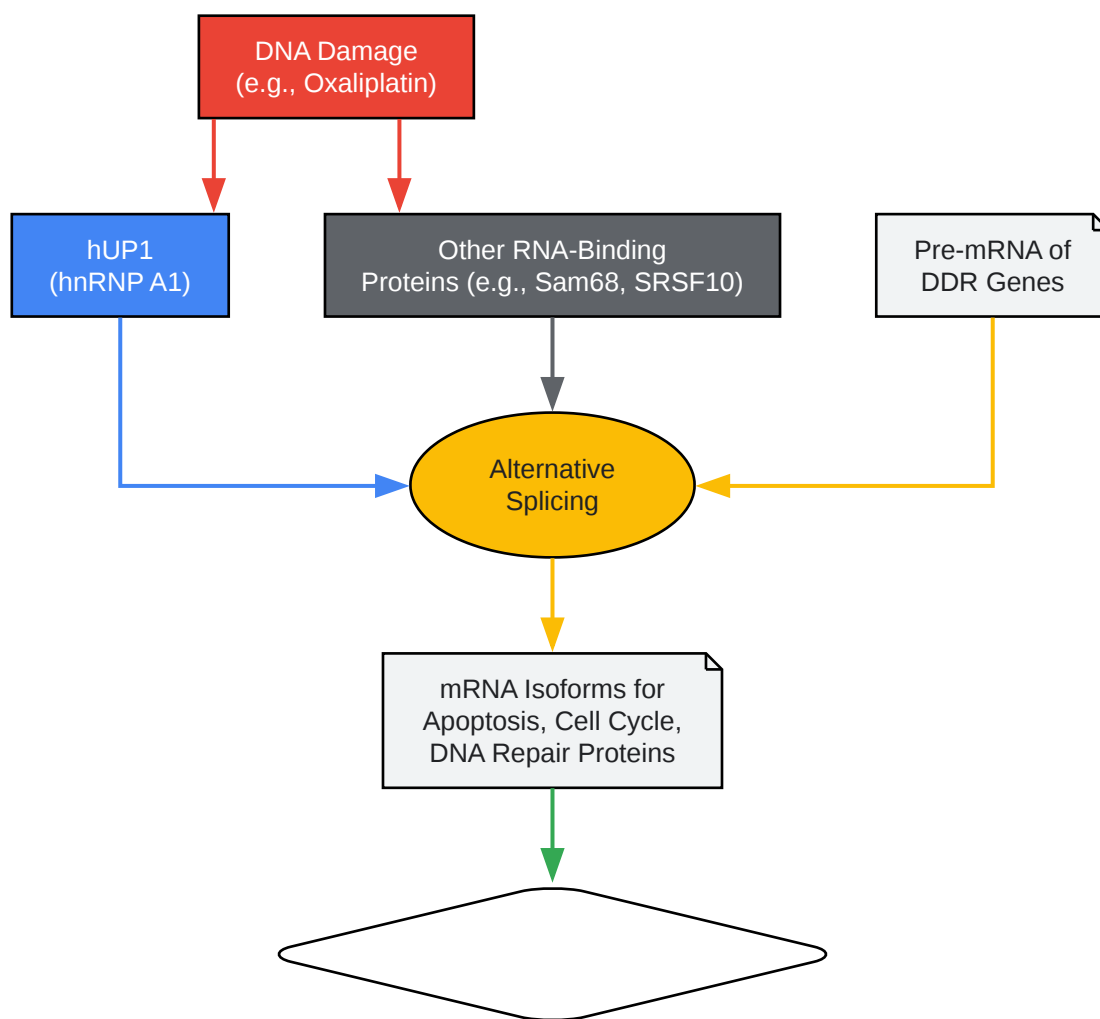 DNA Damage
(e.g., Oxaliplatin)
hUP1
(hnRNP A1)
Other RNA-Binding
Proteins (e.g., Sam68, SRSF10)
Pre-mRNA of
DDR Genes
Alternative
Splicing
mRNA Isoforms for
Apoptosis, Cell Cycle,
DNA Repair Proteins